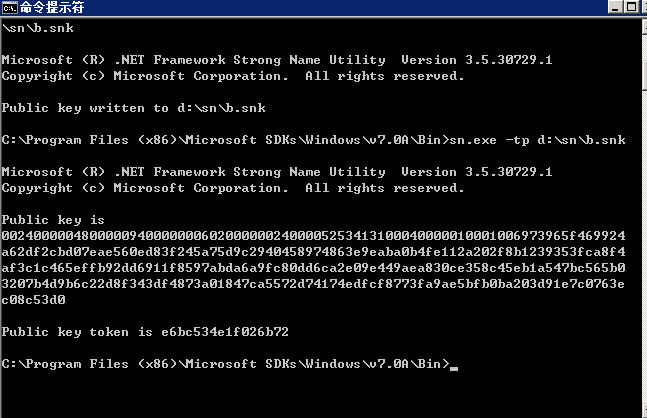 命令提示符
\sn\b.snk
Microsoft (R) .NET Framework Strong Name Utility  Version 3.5.30729.1
Copyright (c) Microsoft Corporation.  All rights reserved.
Public key written to d:\sn\b.snk
C:\Program Files (x86)\Microsoft SDKs\Windows\v7.0A\Bin>sn.exe -tp d:\sn\b.snk
Microsoft (R) .NET Framework Strong Name Utility  Version 3.5.30729.1
Copyright (c) Microsoft Corporation.  All rights reserved.
Public key is
0024000004800000940000000602000000240000525341310004000001000100697​3965f469924
a62df2cbd07eae560ed83f245a75d9c2940458974863e9eaba0b4fe112a202f8b1239353fca8f4
af3c1c465effb92dd6911f8597abda6a9fc80dd6ca2e09e449aea830ce358c45eb1a547bc565b0
3207b4d9b6c22d8f343df4873a01847ca5572d74174edfcf8773fa9ae5bfb0ba203d91e7c0763e
c08c53d0
Public key token is e6bc534e1f026b72
C:\Program Files (x86)\Microsoft SDKs\Windows\v7.0A\Bin>_